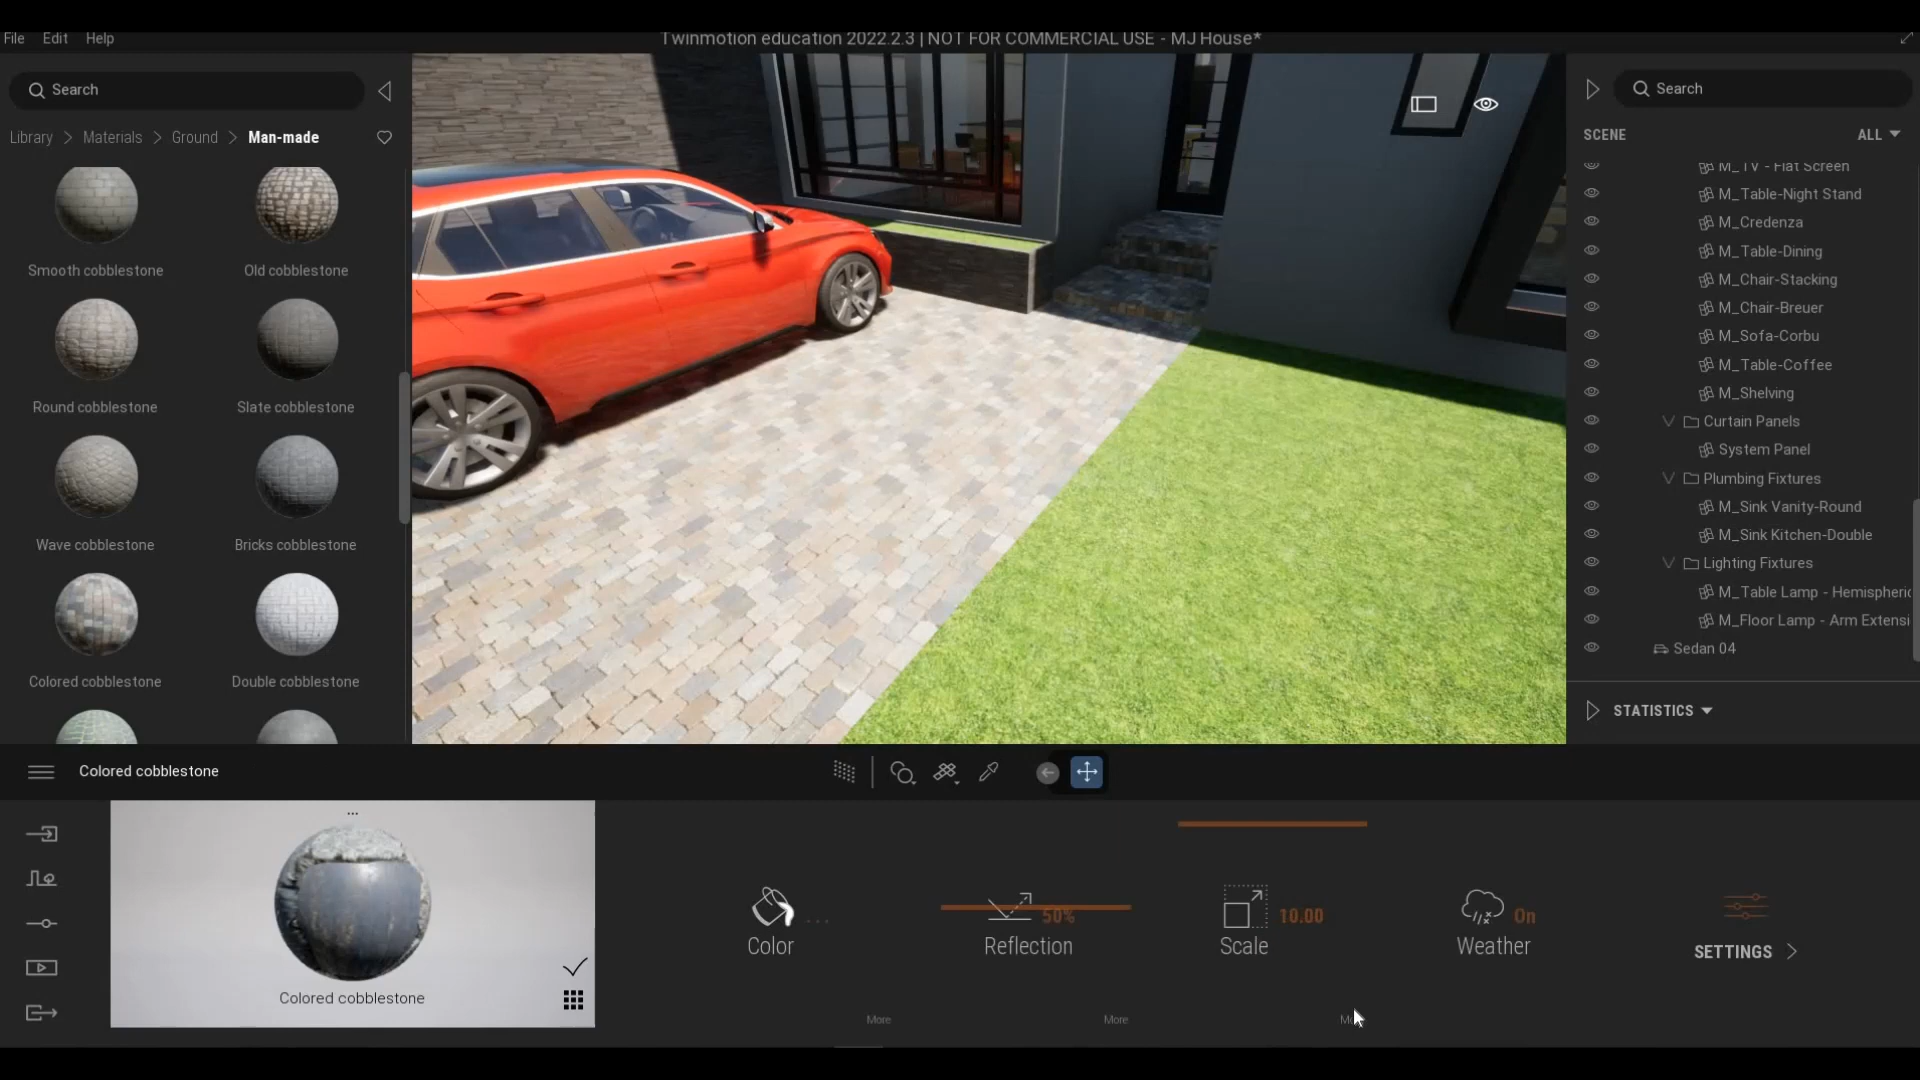 File Edit Help
Twinmotion education 2022.2.3 | NOT FOR COMMERCIAL USE - MJ House*
Search
Library > Materials > Ground > Man-made
Smooth cobblestone
Old cobblestone
Round cobblestone
Slate cobblestone
Wave cobblestone
Bricks cobblestone
Colored cobblestone
Double cobblestone
Search
SCENE
ALL
M_TV - Flat Screen
M_Table-Night Stand
M_Credenza
M_Table-Dining
M_Chair-Stacking
M_Chair-Breuer
M_Sofa-Corbu
M_Table-Coffee
M_Shelving
Curtain Panels
System Panel
Plumbing Fixtures
M_Sink Vanity-Round
M_Sink Kitchen-Double
Lighting Fixtures
M_Table Lamp - Hemispheric
M_Floor Lamp - Arm Extensi
Sedan 04
STATISTICS
Colored cobblestone
...
Colored cobblestone
Color ...
Reflection 50%
Scale 10.00
Weather On
SETTINGS >
More
More